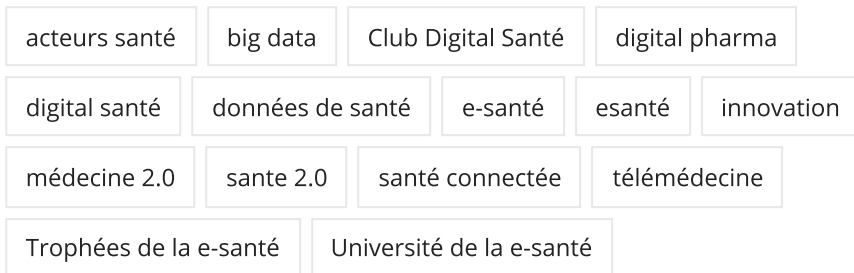 acteurs santé big data Club Digital Santé digital pharma
digital santé données de santé e-santé esanté innovation
médecine 2.0 sante 2.0 santé connectée télémédecine
Trophées de la e-santé Université de la e-santé